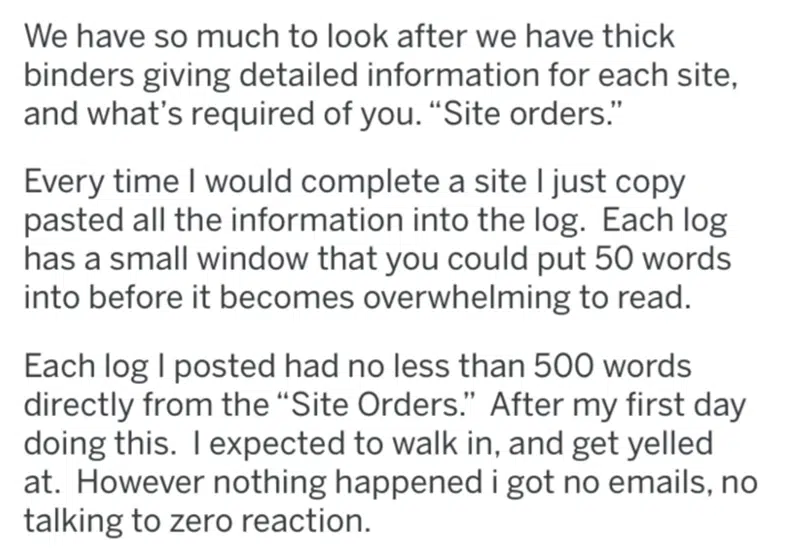 We have so much to look after we have thick
binders giving detailed information for each site,
and what's required of you. “Site orders.”
Every time I would complete a site I just copy
pasted all the information into the log.  Each log
has a small window that you could put 50 words
into before it becomes overwhelming to read.
Each log I posted had no less than 500 words
directly from the “Site Orders.”  After my first day
doing this.  I expected to walk in, and get yelled
at.  However nothing happened i got no emails, no
talking to zero reaction.